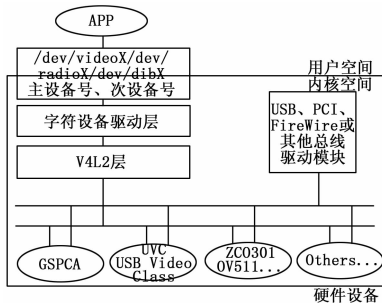 APP
/dev/videoX/dev/
radioX/dev/dibX
主设备号、次设备号
用户空间
内核空间
字符设备驱动层
V4L2层
USB、PCI、
FireWire或
其他总线
驱动模块
GSPCA
UVC
USB Video
Class
ZC0301
OV511...
Others...
硬件设备